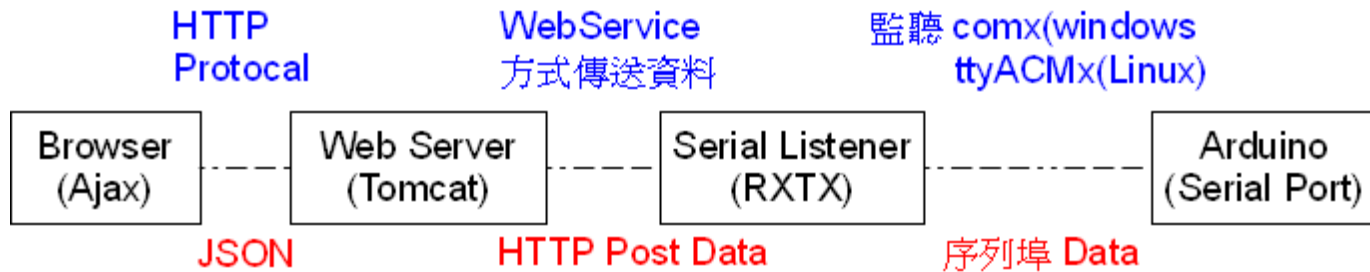 HTTP
Protocal
WebService
方式傳送資料
監聽 comx(windows
ttyACMx(Linux)
Browser
(Ajax)
Web Server
(Tomcat)
Serial Listener
(RXTX)
Arduino
(Serial Port)
JSON
HTTP Post Data
序列埠 Data